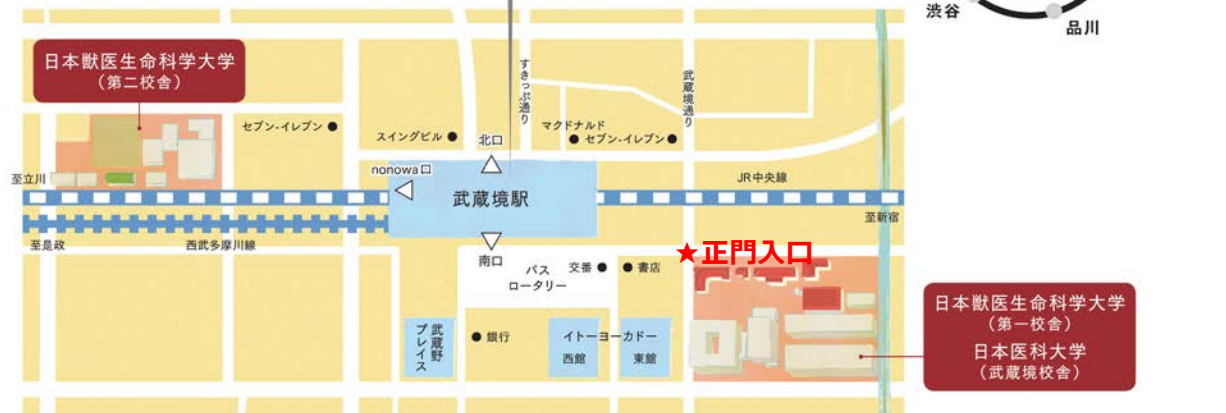 渋谷
品川
日本獣医生命科学大学
（第二校舎）
セブン-イレブン
スイングビル
北口
すきっぷ通り
マクドナルド
セブン-イレブン
武蔵境通り
nonowa口
至立川
武蔵境駅
JR中央線
至新宿
至是政
西武多摩川線
南口
バス
ロータリー
交番
書店
★正門入口
武蔵野
プレイス
銀行
イトーヨーカドー
西館
東館
日本獣医生命科学大学
（第一校舎）
日本医科大学
（武蔵境校舎）